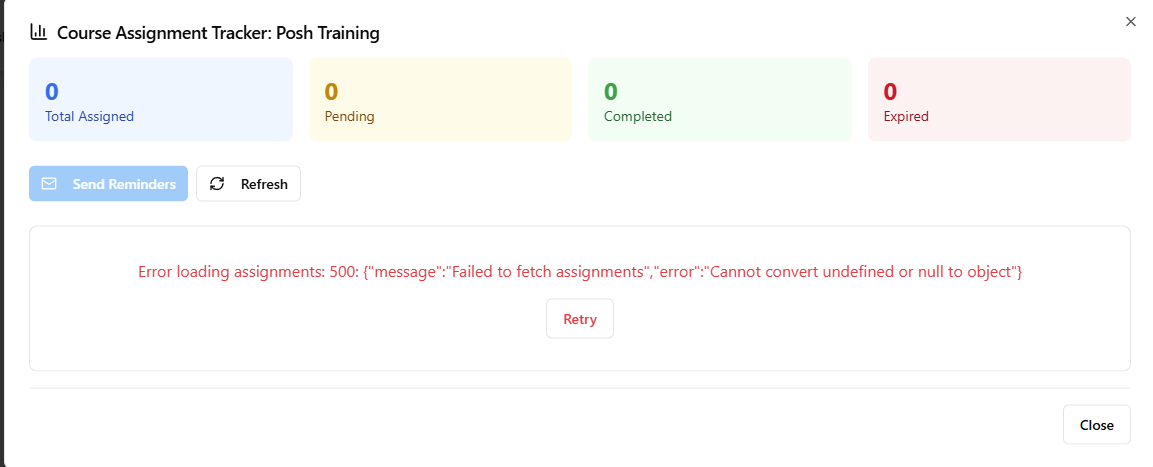 Course Assignment Tracker: Posh Training
0
Total Assigned
0
Pending
0
Completed
0
Expired
Send Reminders
Refresh
Error loading assignments: 500: {"message":"Failed to fetch assignments","error":"Cannot convert undefined or null to object"}
Retry
Close